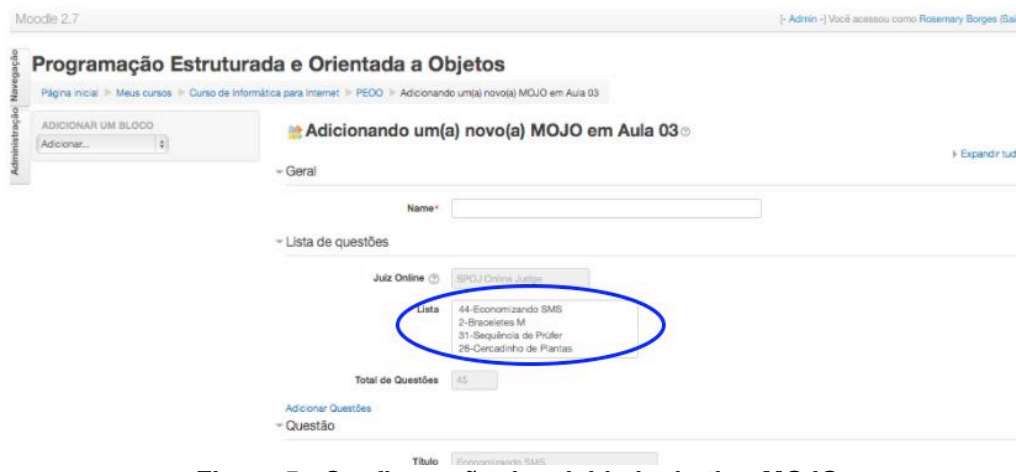 Moodle 2.7
[- Admin -] Você acessou como Rosemary Borges (Sai
Navegação
Administração
Programação Estruturada e Orientada a Objetos
Página inicial Meus cursos Curso de Informática para Internet PEOO Adicionando um(a) novo(a) MOJO em Aula 03
ADICIONAR UM BLOCO
Adicionar...
Adicionando um(a) novo(a) MOJO em Aula 03
Expandir tud
Geral
Name*
Lista de questões
Juiz Online
SPOJ Online Judge
Lista
44-Economizando SMS
2-Braceletes M
31-Sequência de Prüfer
26-Cercadinho de Plantas
Total de Questões 45
Adicionar Questões
Questão
Título Economizando SMS